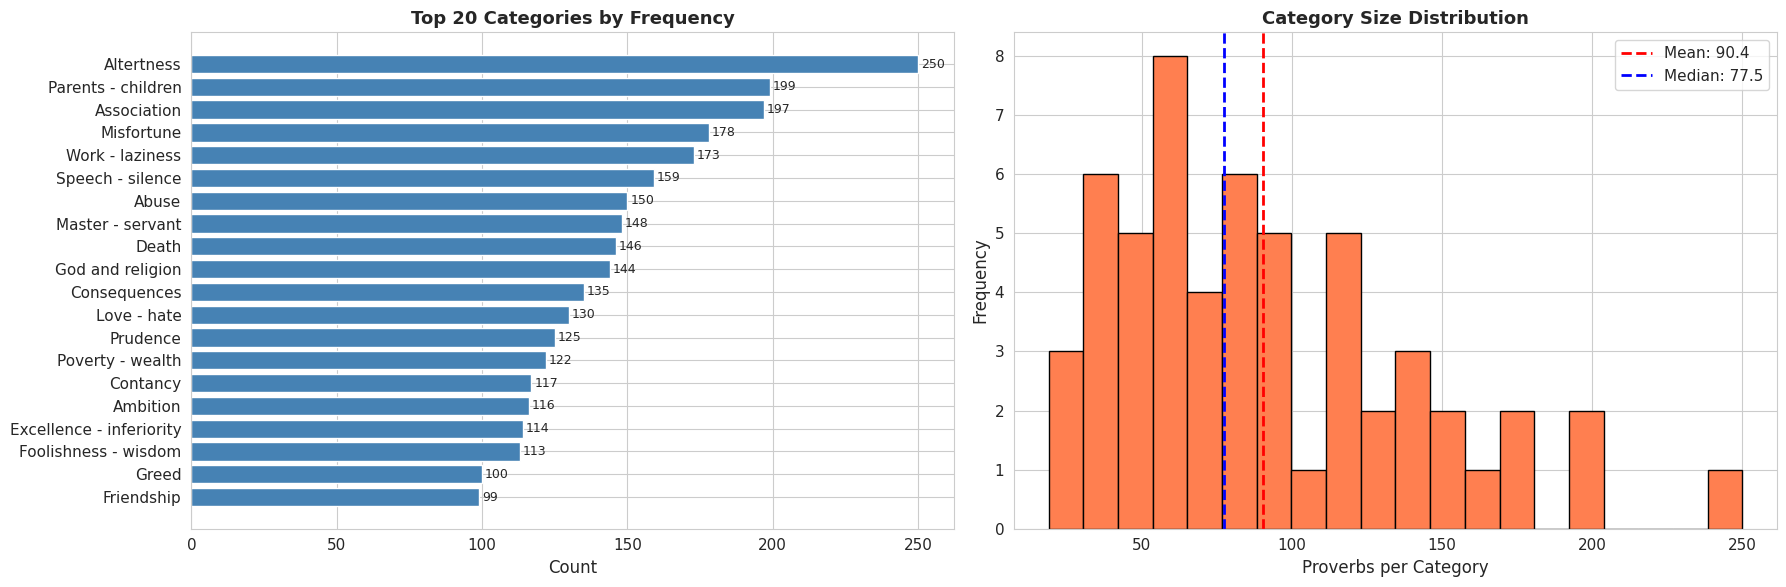 Top 20 Categories by Frequency
Altertness 250
Parents - children 199
Association 197
Misfortune 178
Work - laziness 173
Speech - silence 159
Abuse 150
Master - servant 148
Death 146
God and religion 144
Consequences 135
Love - hate 130
Prudence 125
Poverty - wealth 122
Contancy 117
Ambition 116
Excellence - inferiority 114
Foolishness - wisdom 113
Greed 100
Friendship 99
0 50 100 150 200 250
Count
Category Size Distribution
Mean: 90.4
Median: 77.5
8
7
6
5
4
3
2
1
0
Frequency
50 100 150 200 250
Proverbs per Category